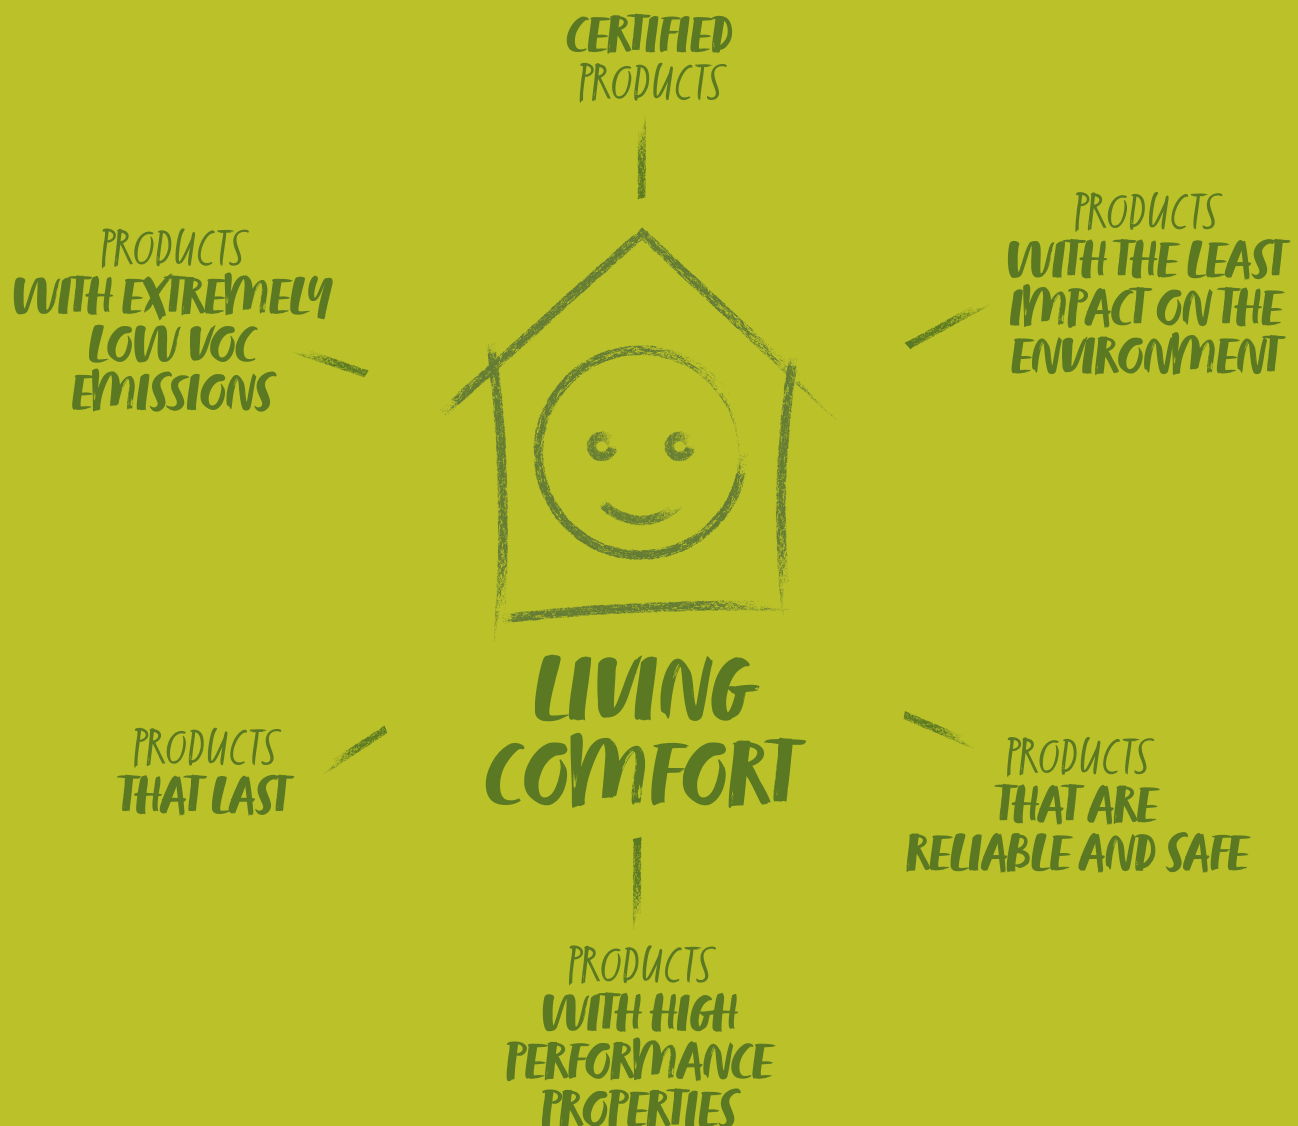 CERTIFIED
PRODUCTS
PRODUCTS
WITH THE LEAST
IMPACT ON THE
ENVIRONMENT
PRODUCTS
WITH EXTREMELY
LOW VOC
EMISSIONS
LIVING
COMFORT
PRODUCTS
THAT LAST
PRODUCTS
THAT ARE
RELIABLE AND SAFE
PRODUCTS
WITH HIGH
PERFORMANCE
PROPERTIES